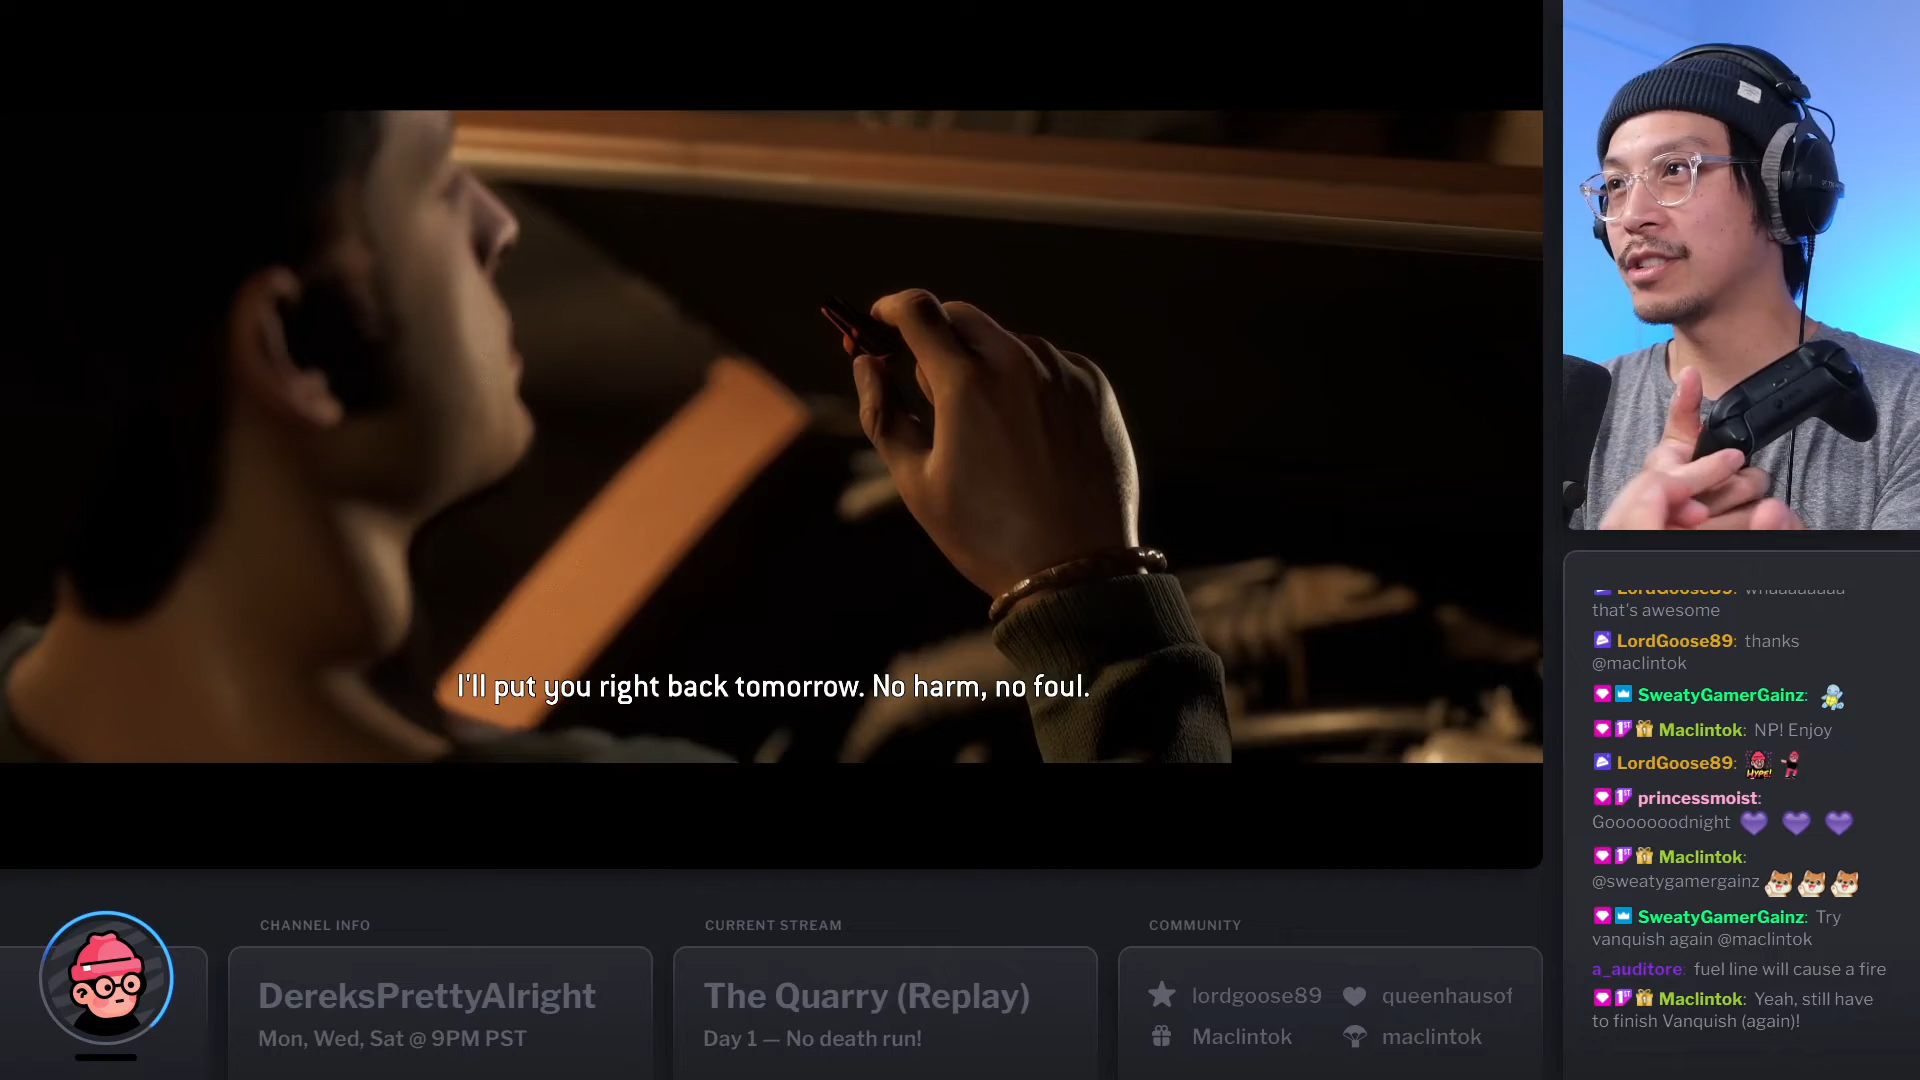 I'll put you right back tomorrow. No harm, no foul.
LordGoose89: whaaaaaaaa
that's awesome
LordGoose89: thanks
@maclintok
SweatyGamerGainz:
Maclintok: NP! Enjoy
LordGoose89: HYPE!
princessmoist:
Gooooooodnight
Maclintok:
@sweatygamergainz
SweatyGamerGainz: Try
vanquish again @maclintok
a_auditore: fuel line will cause a fire
Maclintok: Yeah, still have
to finish Vanquish (again)!
CHANNEL INFO
DereksPrettyAlright
Mon, Wed, Sat @ 9PM PST
CURRENT STREAM
The Quarry (Replay)
Day 1 — No death run!
COMMUNITY
lordgoose89 queenhausof
Maclintok maclintok